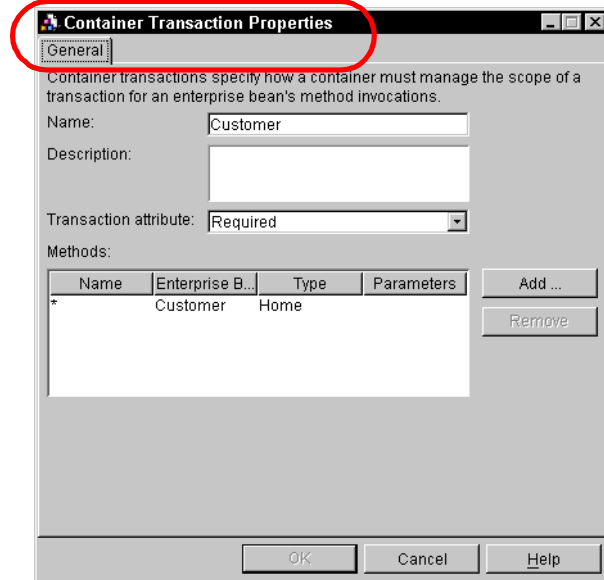 Container Transaction Properties
General
Container transactions specify how a container must manage the scope of a
transaction for an enterprise bean's method invocations.
Name: Customer
Description:
Transaction attribute: Required
Methods:
Name Enterprise B... Type Parameters
* Customer Home
Add ...
Remove
OK Cancel Help